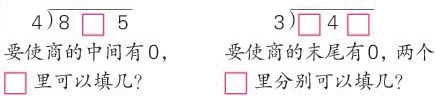 4)8□5
3)□4□
要使商的中间有0，
□里可以填几？
要使商的末尾有0，两个
□里分别可以填几？